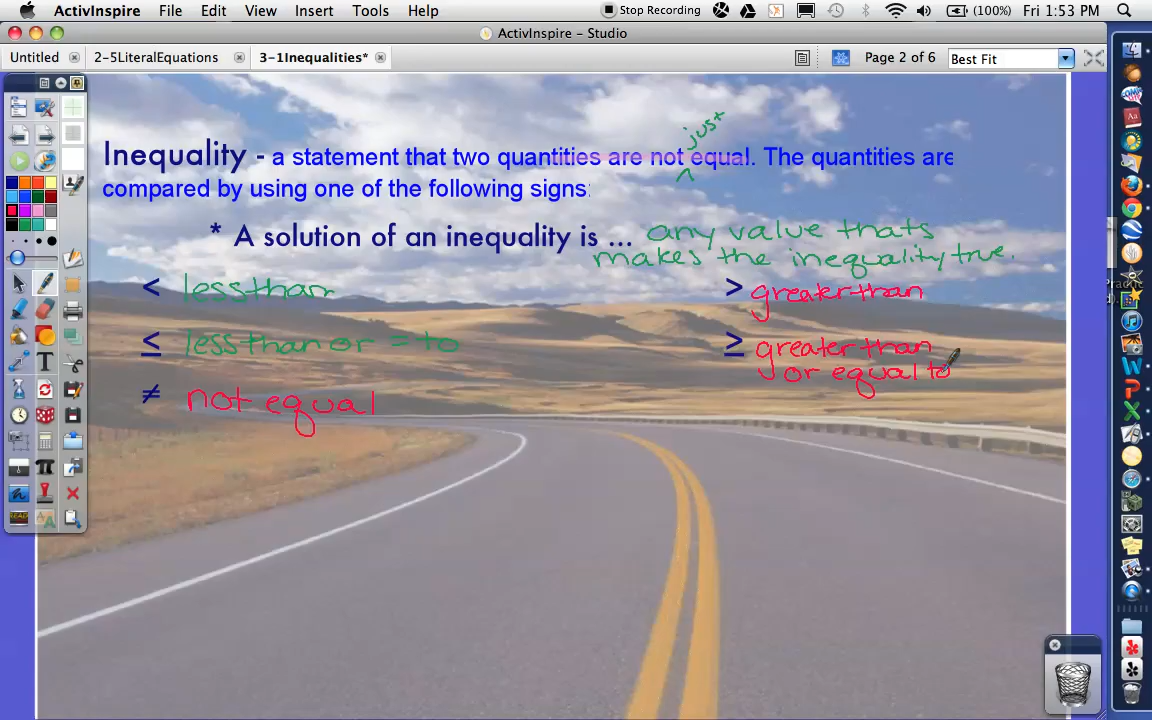 ActivInspire File Edit View Insert Tools Help Stop Recording (100%) Fri 1:53 PM
ActivInspire - Studio
Untitled 2-5LiteralEquations 3-1Inequalities* Page 2 of 6 Best Fit
just
Inequality - a statement that two quantities are not equal. The quantities are
^
compared by using one of the following signs:
* A solution of an inequality is ... any value thats
makes the inequality true.
< less than > greater than
≤ less than or = to ≥ greater than
or equal to
≠ not equal